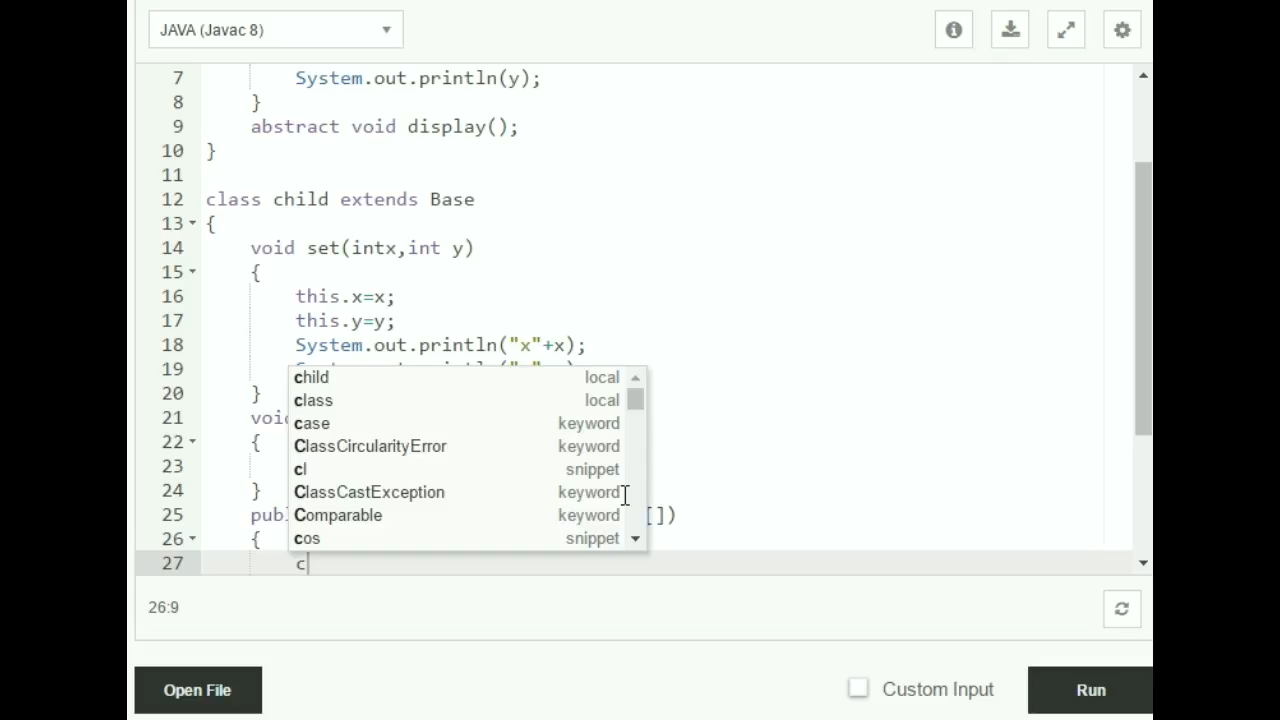 JAVA (Javac 8)
7 System.out.println(y);
8 }
9 abstract void display();
10 }
11
12 class child extends Base
13 {
14 void set(intx,int y)
15 {
16 this.x=x;
17 this.y=y;
18 System.out.println("x"+x);
19
20 }
21 voi
22 {
23
24 }
25 publ [])
26 {
27 c
child local
class local
case keyword
ClassCircularityError keyword
cl snippet
ClassCastException keyword
Comparable keyword
cos snippet
26:9
Open File
Custom Input
Run